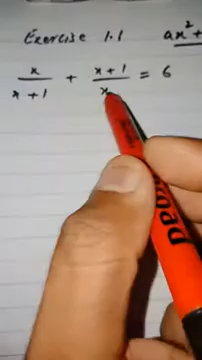 Exercise 1.1 ax² +
x/(x+1) + (x+1)/x = 6